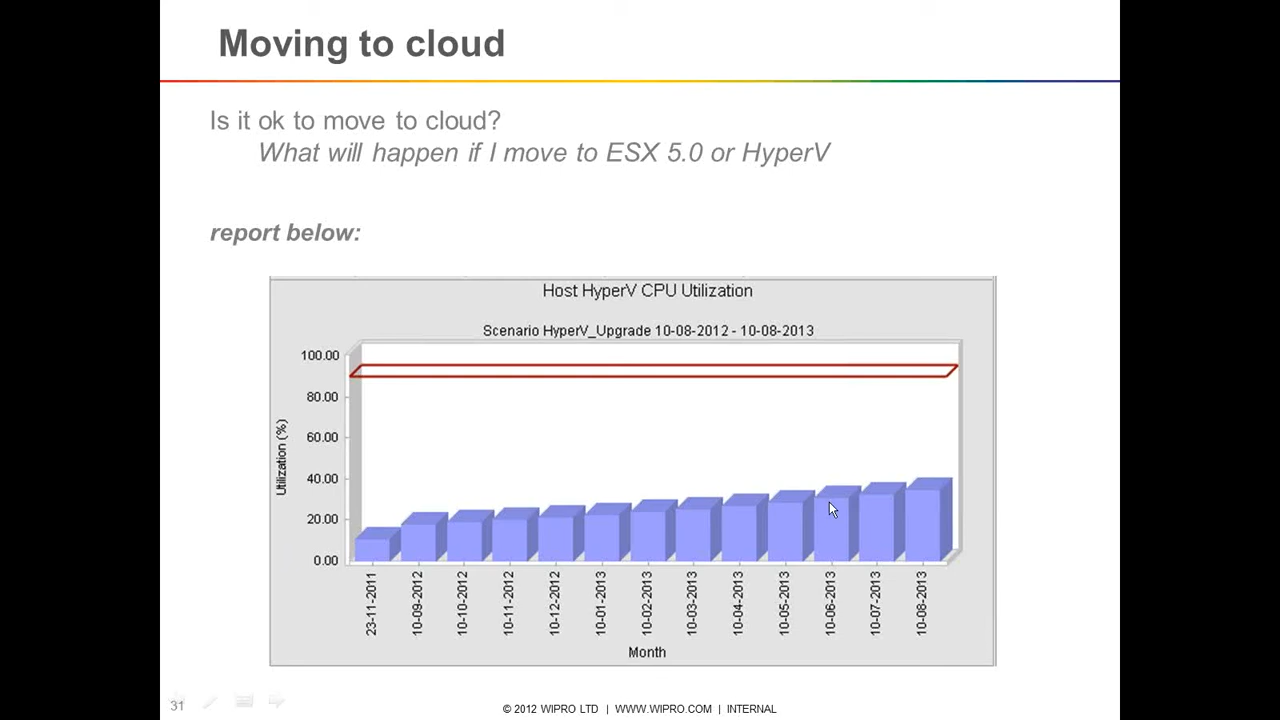 Moving to cloud
Is it ok to move to cloud?
What will happen if I move to ESX 5.0 or HyperV
report below:
Host HyperV CPU Utilization
Scenario HyperV_Upgrade 10-08-2012 - 10-08-2013
100.00
80.00
60.00
40.00
20.00
0.00
Utilization (%)
23-11-2011
10-09-2012
10-10-2012
10-11-2012
10-12-2012
10-01-2013
10-02-2013
10-03-2013
10-04-2013
10-05-2013
10-06-2013
10-07-2013
10-08-2013
Month
31
© 2012 WIPRO LTD | WWW.WIPRO.COM | INTERNAL